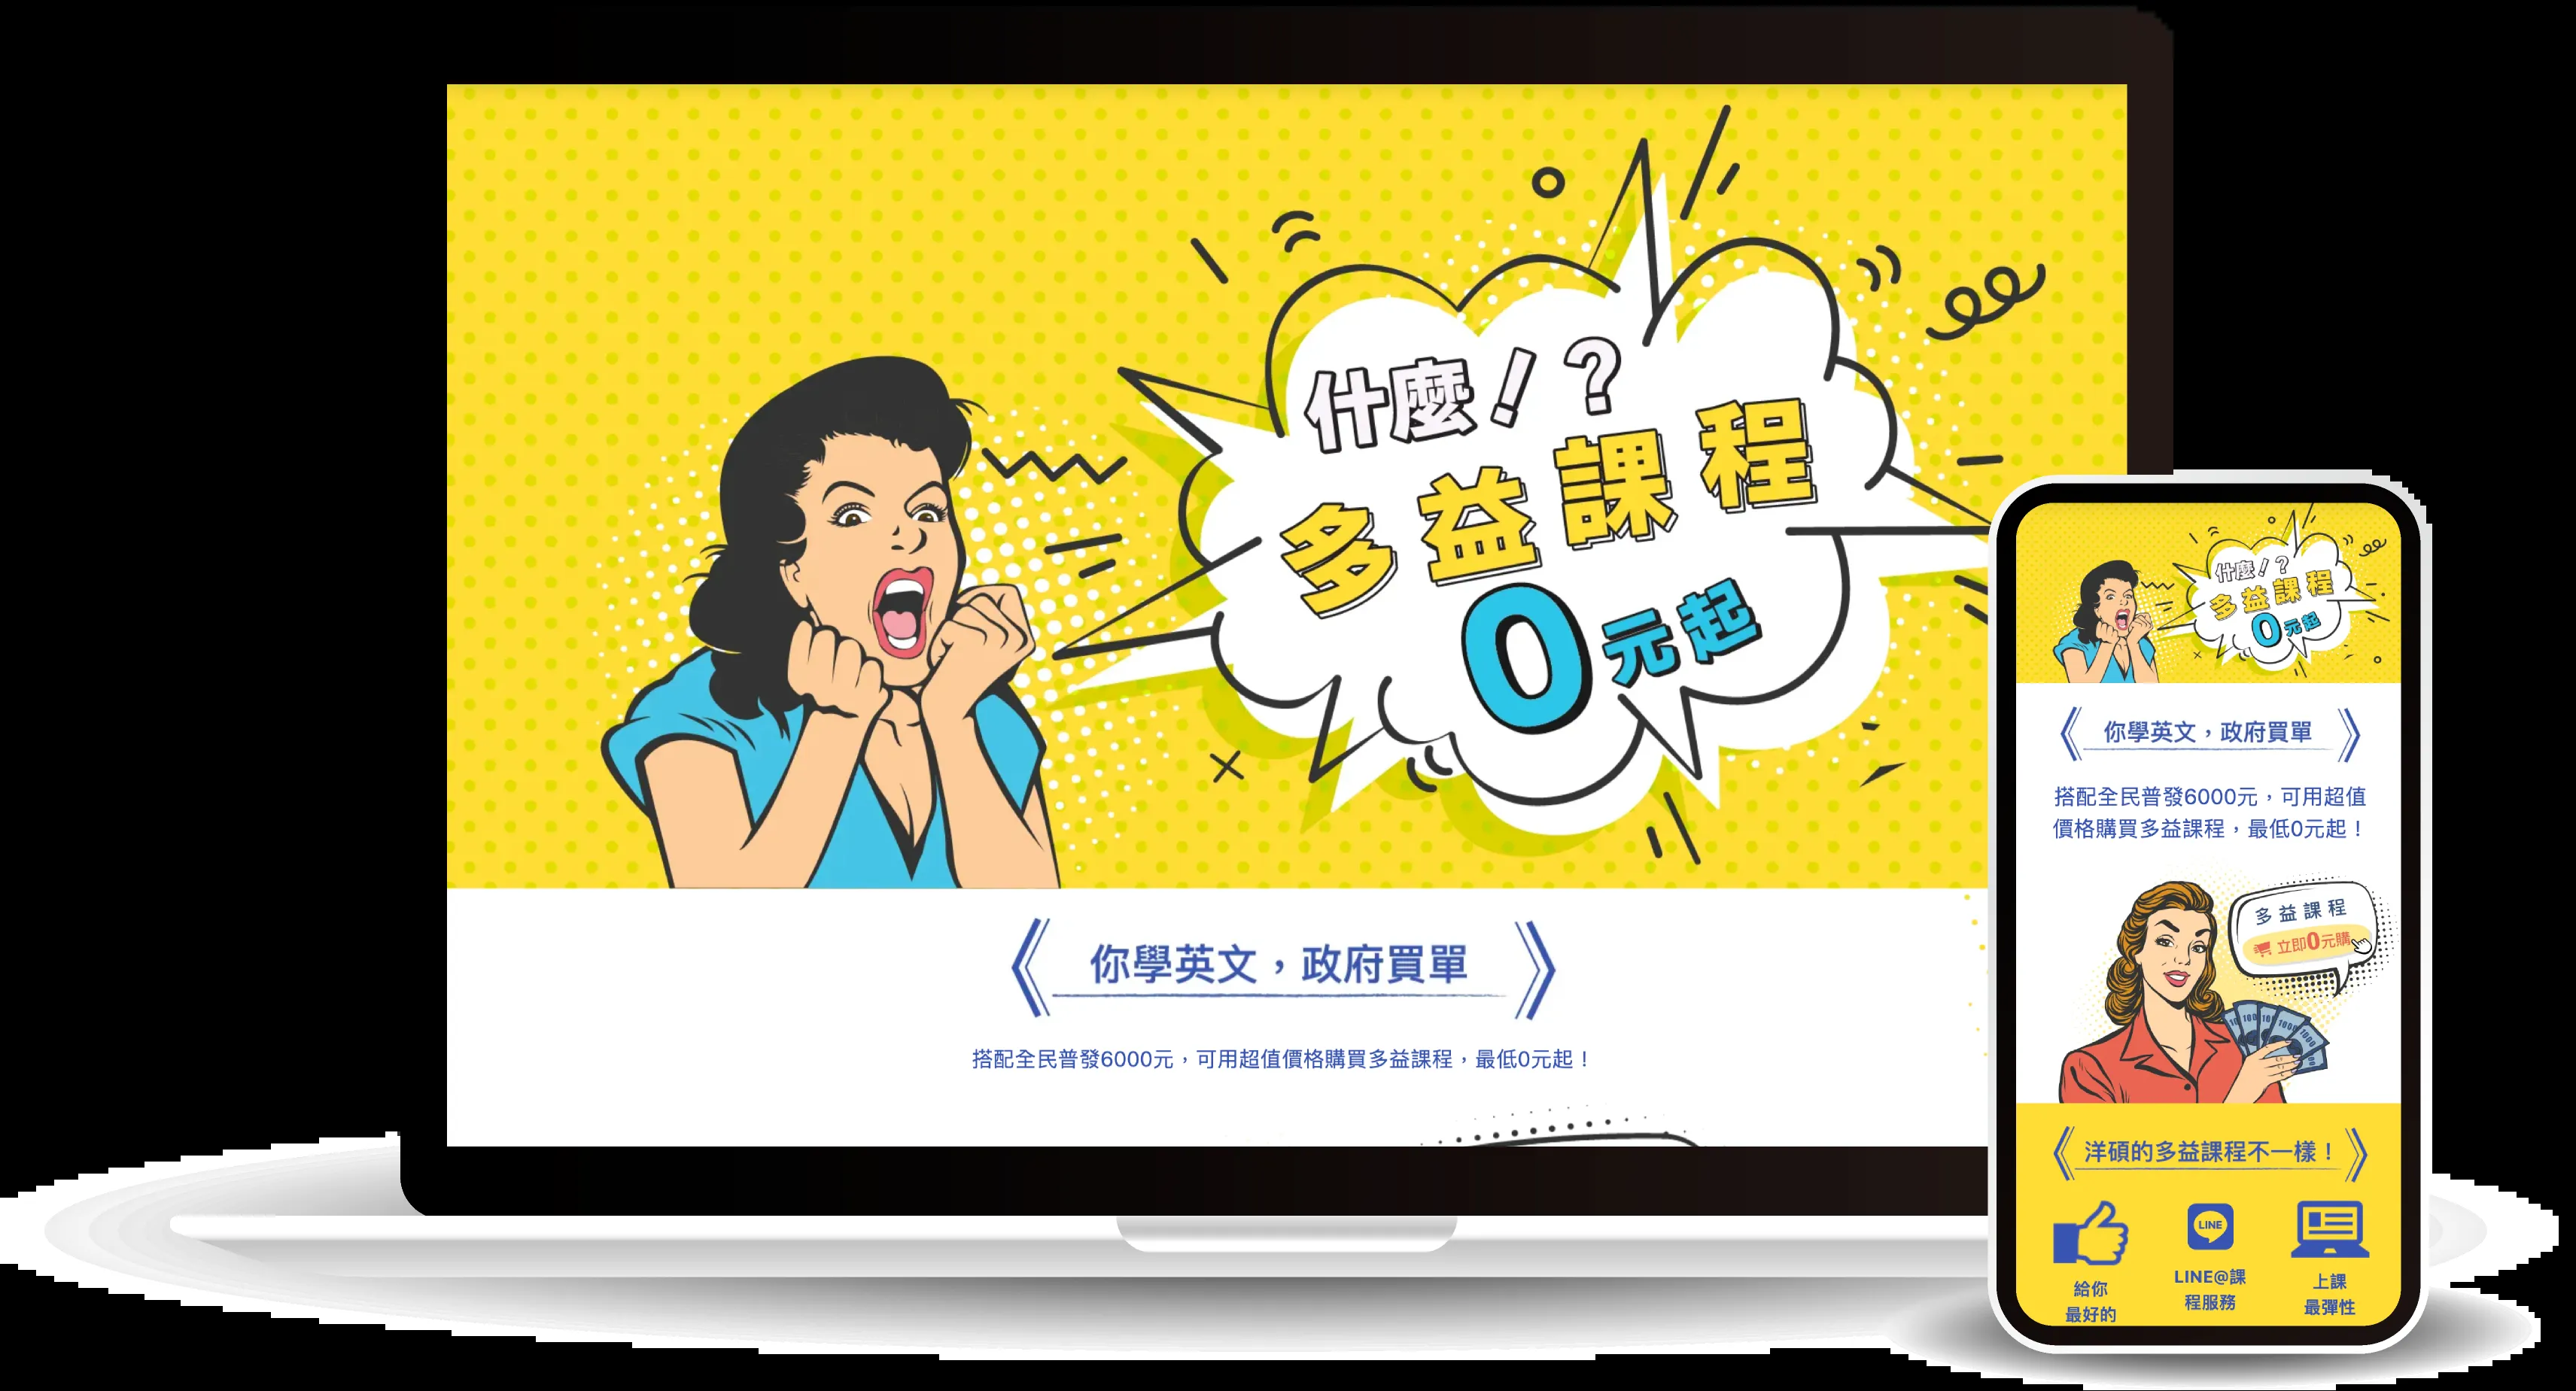 什麼！?
多益課程
0元起
你學英文，政府買單
搭配全民普發6000元，可用超值價格購買多益課程，最低0元起！
什麼！?
多益課程
0元起
你學英文，政府買單
搭配全民普發6000元，可用超值
價格購買多益課程，最低0元起！
多益課程
立即0元購
100
10
1000
1000
洋碩的多益課程不一樣！
LINE
給你
最好的
LINE@課
程服務
上課
最彈性